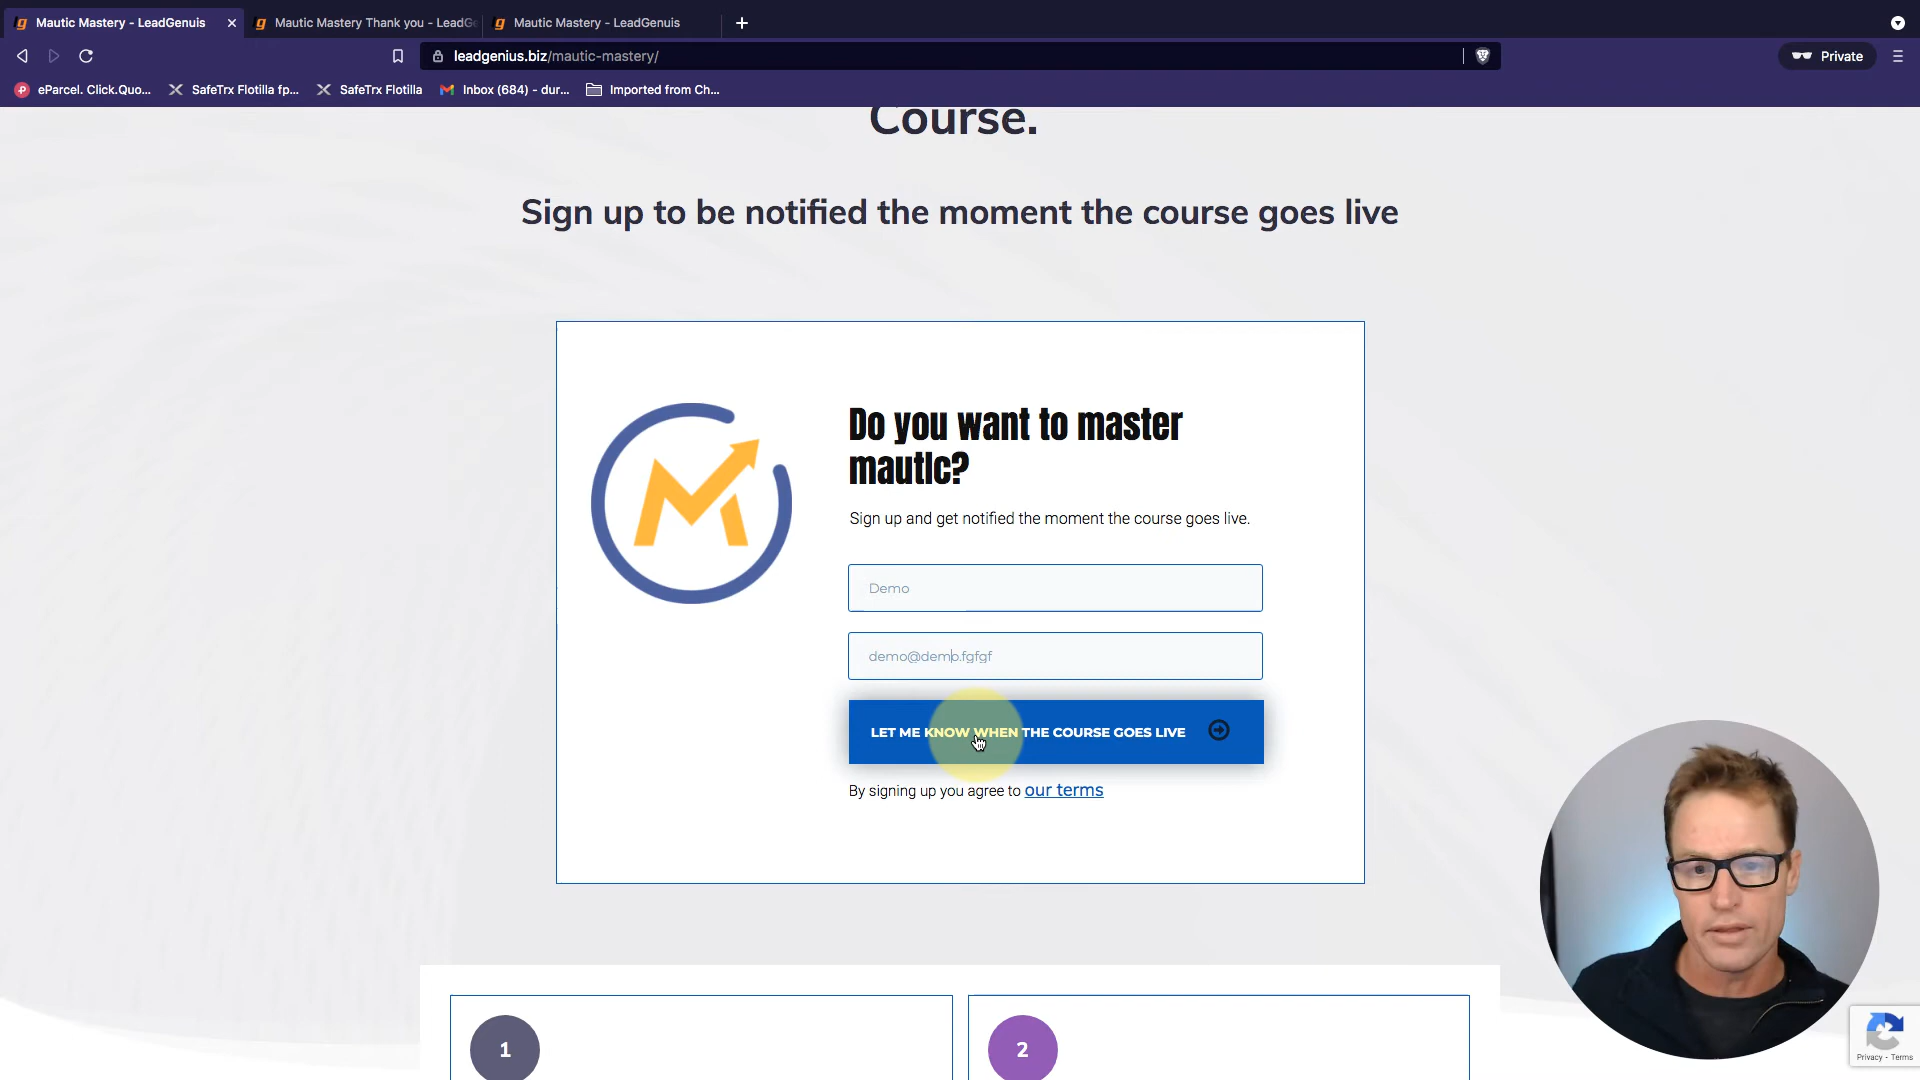 Mautic Mastery - LeadGenuis
Mautic Mastery Thank you - LeadGe
Mautic Mastery - LeadGenuis
leadgenius.biz/mautic-mastery/
Private
eParcel. Click.Quo...
SafeTrx Flotilla fp...
SafeTrx Flotilla
Inbox (684) - dur...
Imported from Ch...
Course.
Sign up to be notified the moment the course goes live
Do you want to master
mautic?
Sign up and get notified the moment the course goes live.
Demo
demo@demo.fgfgf
LET ME KNOW WHEN THE COURSE GOES LIVE
By signing up you agree to our terms
1
2
Privacy - Terms